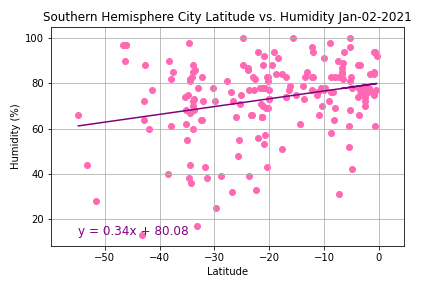 Southern Hemisphere City Latitude vs. Humidity Jan-02-2021
100
80
60
40
20
Humidity (%)
y = 0.34x + 80.08
−50
−40
−30
−20
−10
0
Latitude